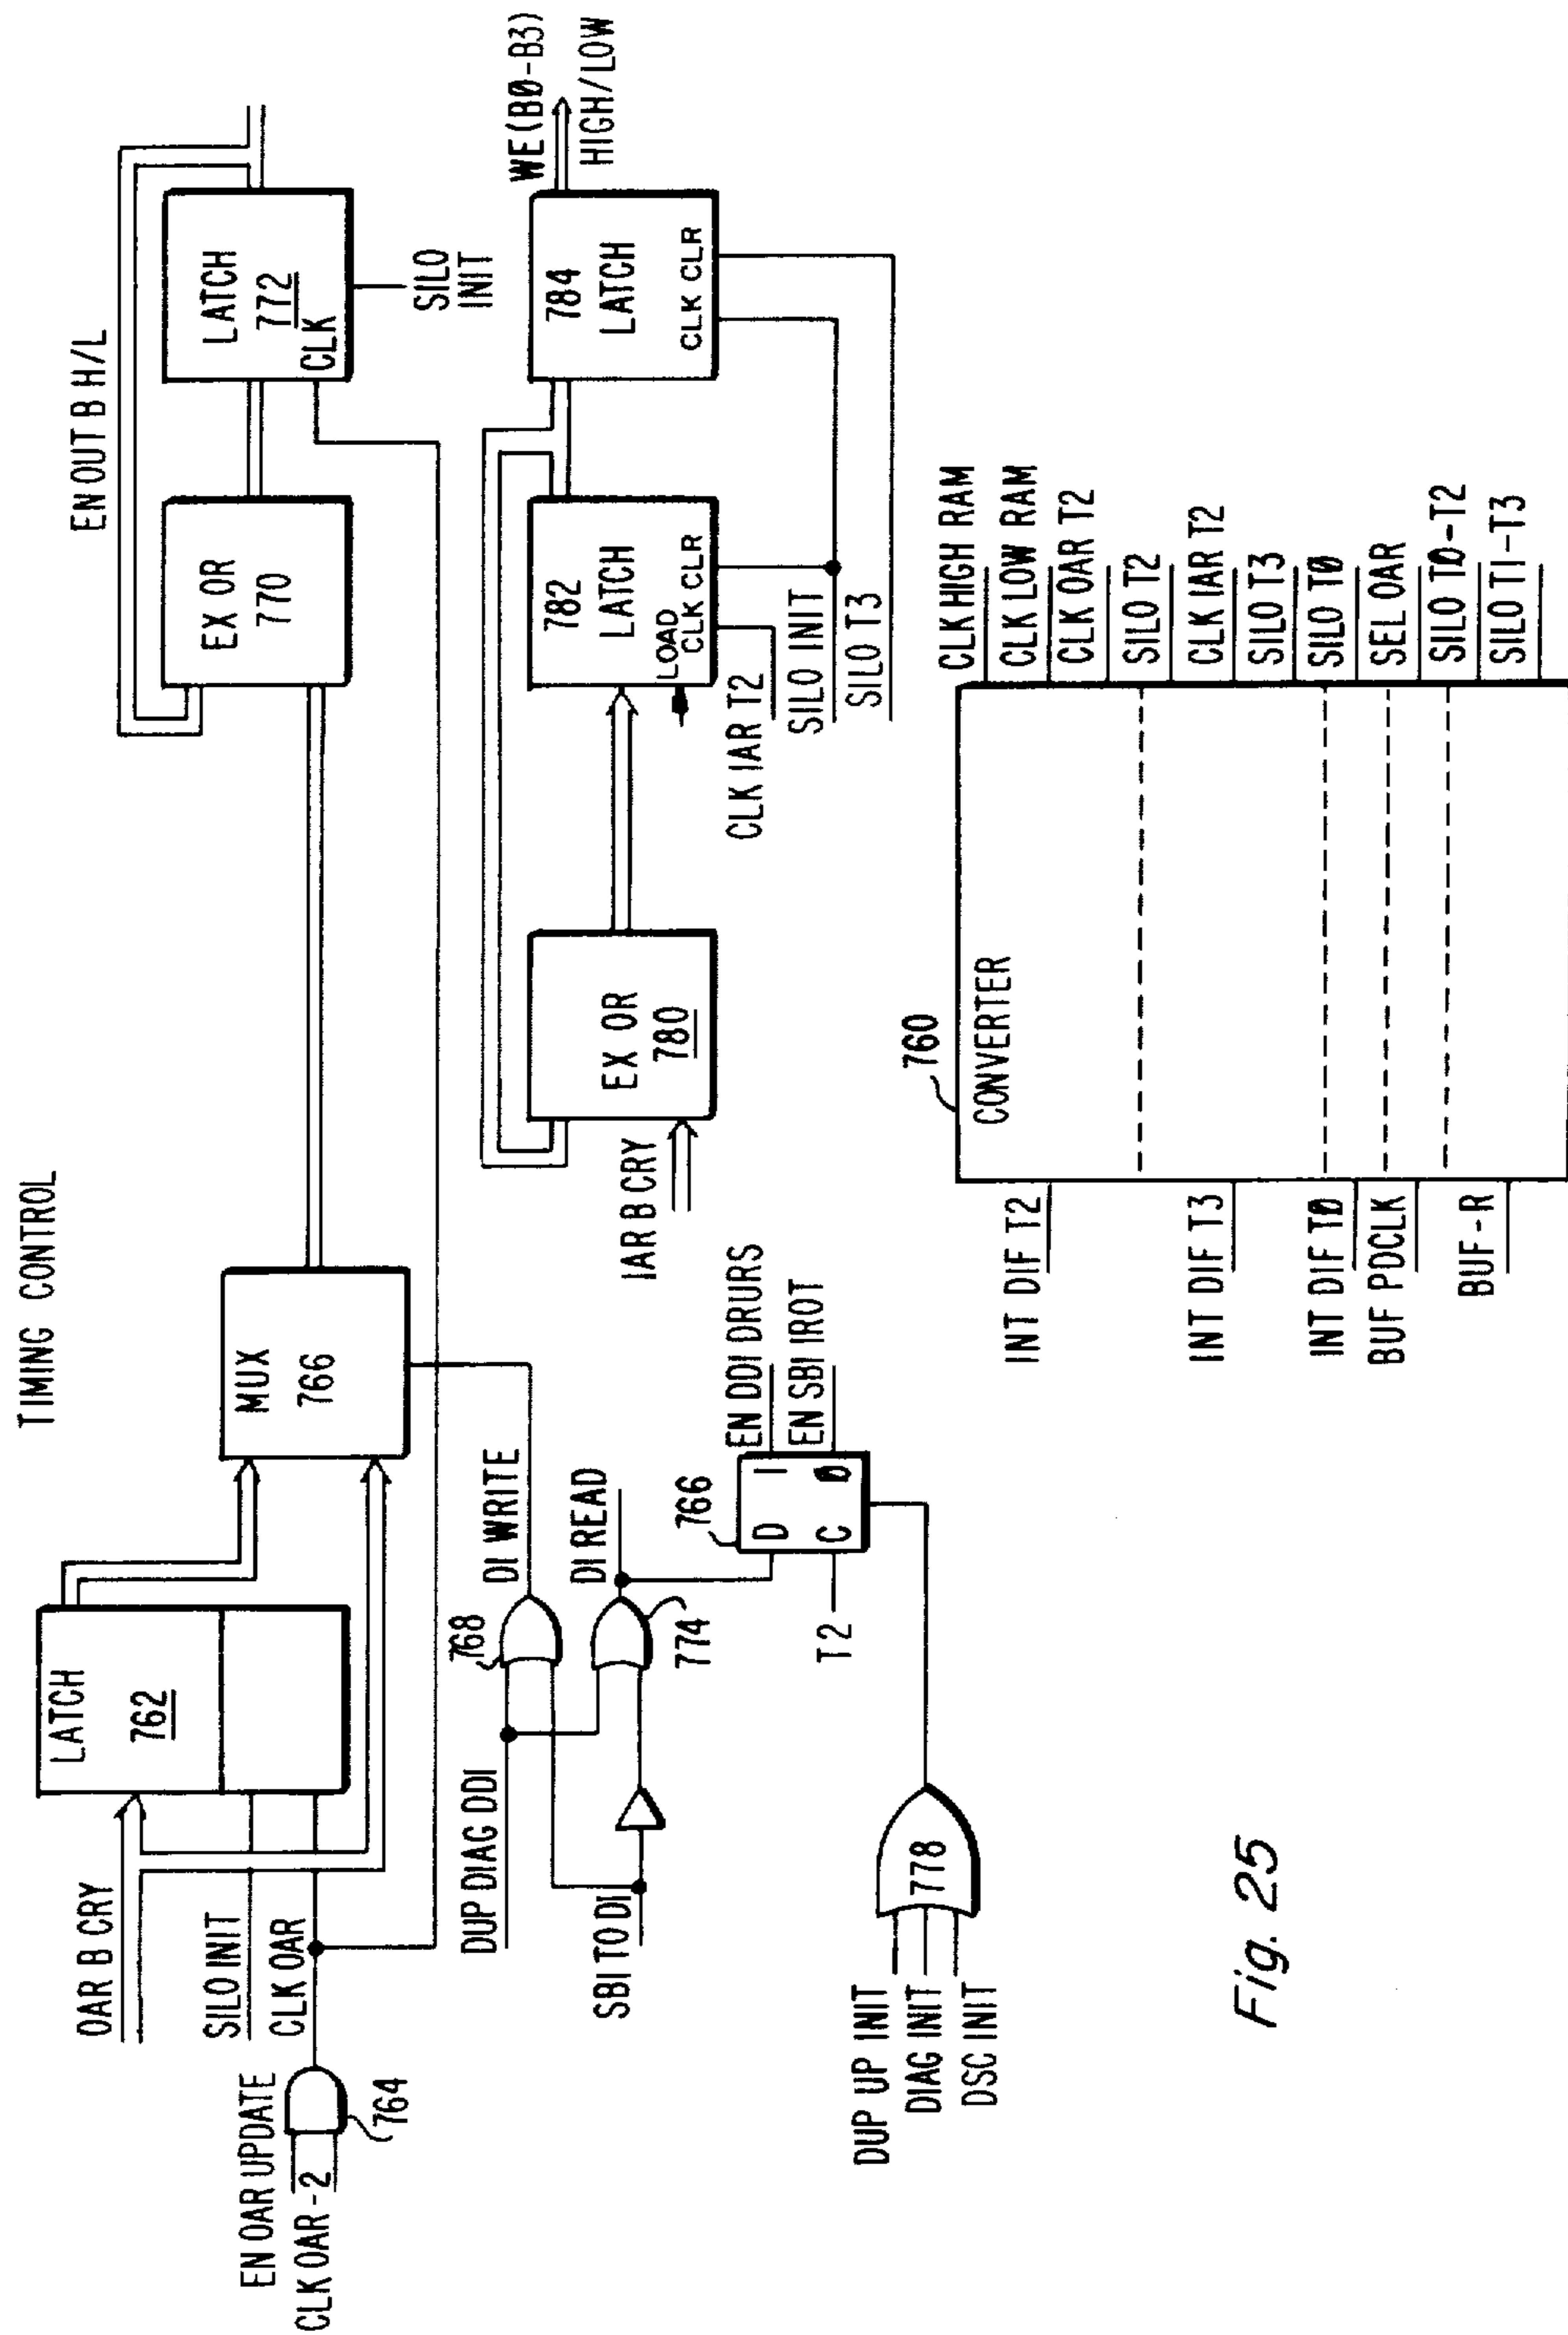 TIMING CONTROL
EN OUT B H/L
LATCH
762
MUX
766
EX OR
770
LATCH
772
CLK
SILO
INIT
OAR B CRY
SILO INIT
CLK OAR
EN OAR UPDATE
CLK OAR-2
764
DUP DIAG DDI
SBI TO DI
768
DI WRITE
774
DI READ
766
D 1
C 0
T2
EN DDI DRURS
EN SBI IROT
DUP UP INIT
DIAG INIT
DSC INIT
778
IAR B CRY
EX OR
780
782
LATCH
LOAD
CLK CLR
CLK IAR T2
SILO INIT
SILO T3
784
LATCH
CLK CLR
WE (B0-B3)
HIGH/LOW
760
CONVERTER
INT DIF T2
INT DIF T3
INT DIF T0
BUF PDCLK
BUF-R
CLK HIGH RAM
CLK LOW RAM
CLK OAR T2
SILO T2
CLK IAR T2
SILO T3
SILO T0
SEL OAR
SILO T0-T2
SILO T1-T3
Fig. 25